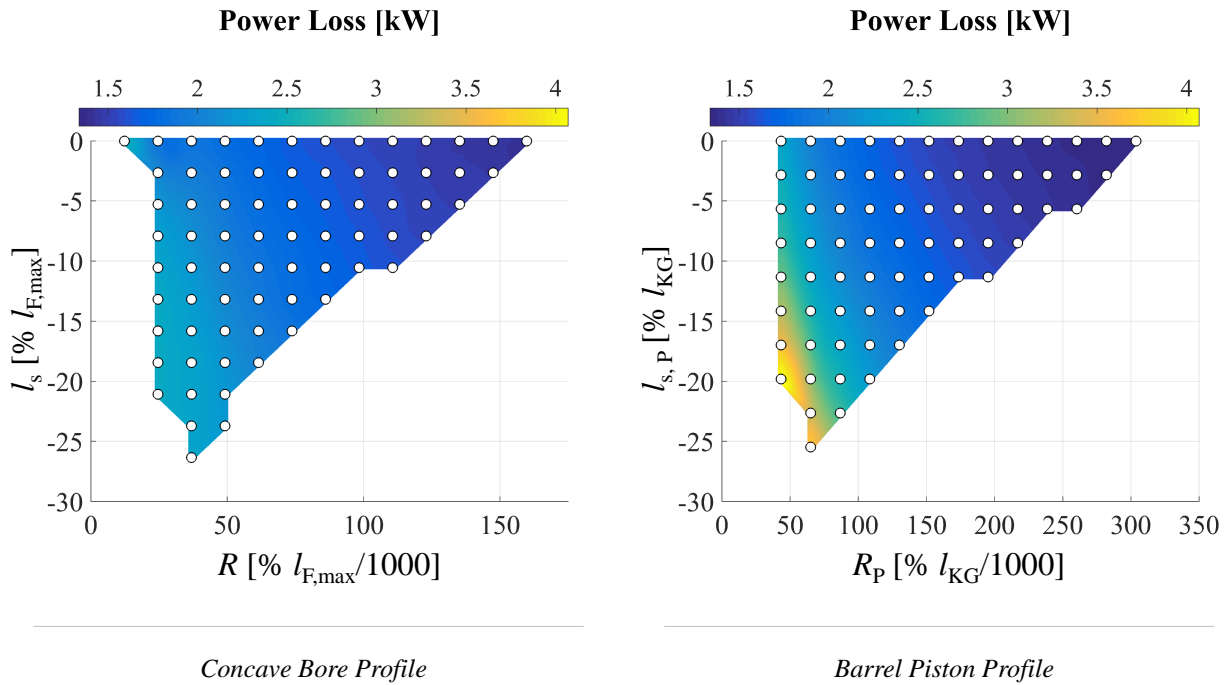 Power Loss [kW]
1.5 2 2.5 3 3.5 4
0
-5
-10
-15
-20
-25
-30
l_s [% l_F,max]
0 50 100 150
R [% l_F,max/1000]
Concave Bore Profile
Power Loss [kW]
1.5 2 2.5 3 3.5 4
0
-5
-10
-15
-20
-25
-30
l_s, P [% l_KG]
0 50 100 150 200 250 300 350
R_P [% l_KG/1000]
Barrel Piston Profile